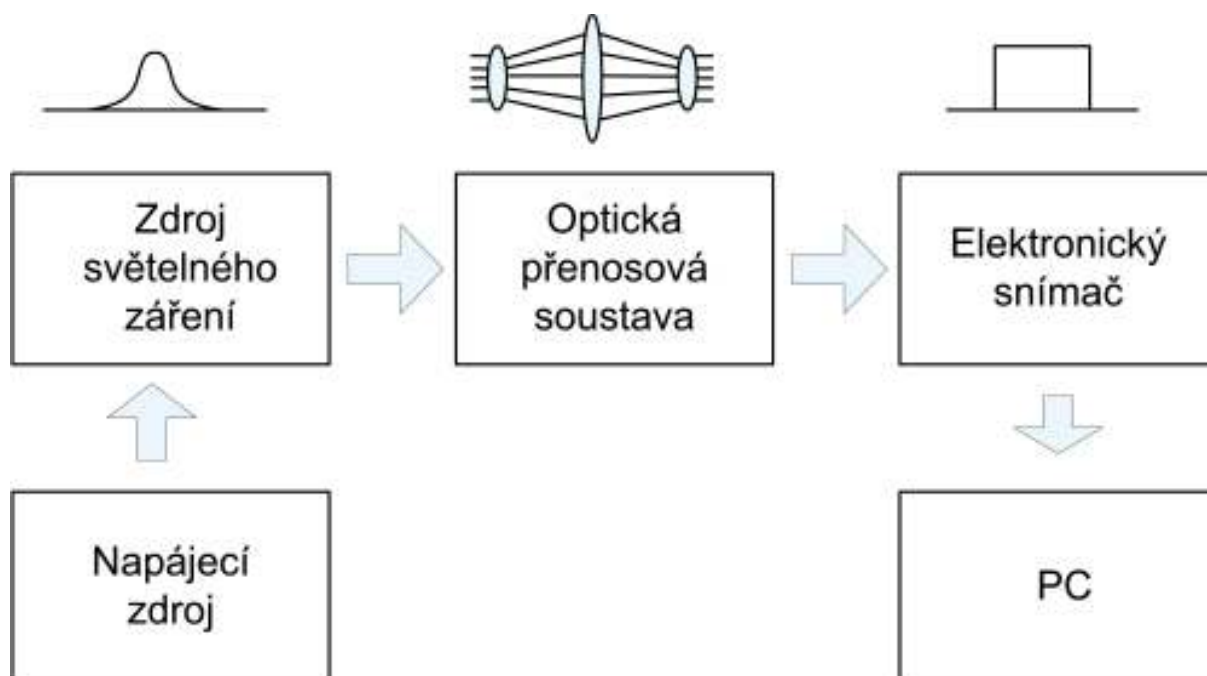 Zdroj
světelného
záření
Optická
přenosová
soustava
Elektronický
snímač
Napájecí
zdroj
PC